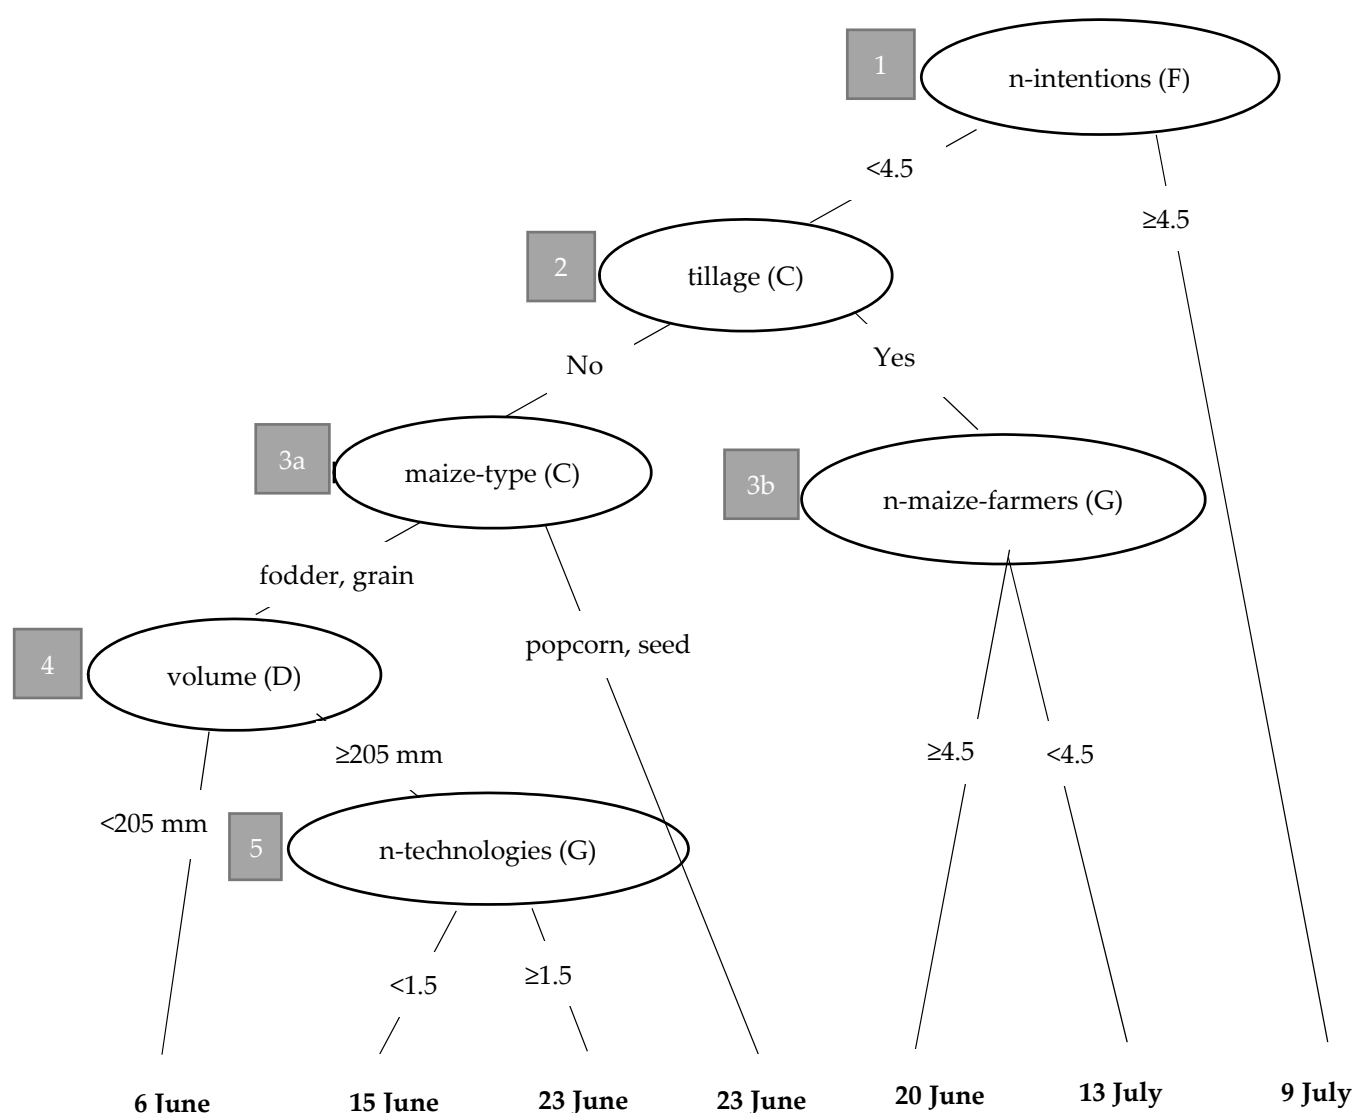 1
n-intentions (F)
<4.5
≥4.5
2
tillage (C)
No
Yes
3a
maize-type (C)
3b
n-maize-farmers (G)
fodder, grain
popcorn, seed
4
volume (D)
≥205 mm
≥4.5
<4.5
<205 mm
5
n-technologies (G)
<1.5
≥1.5
6 June
15 June
23 June
23 June
20 June
13 July
9 July